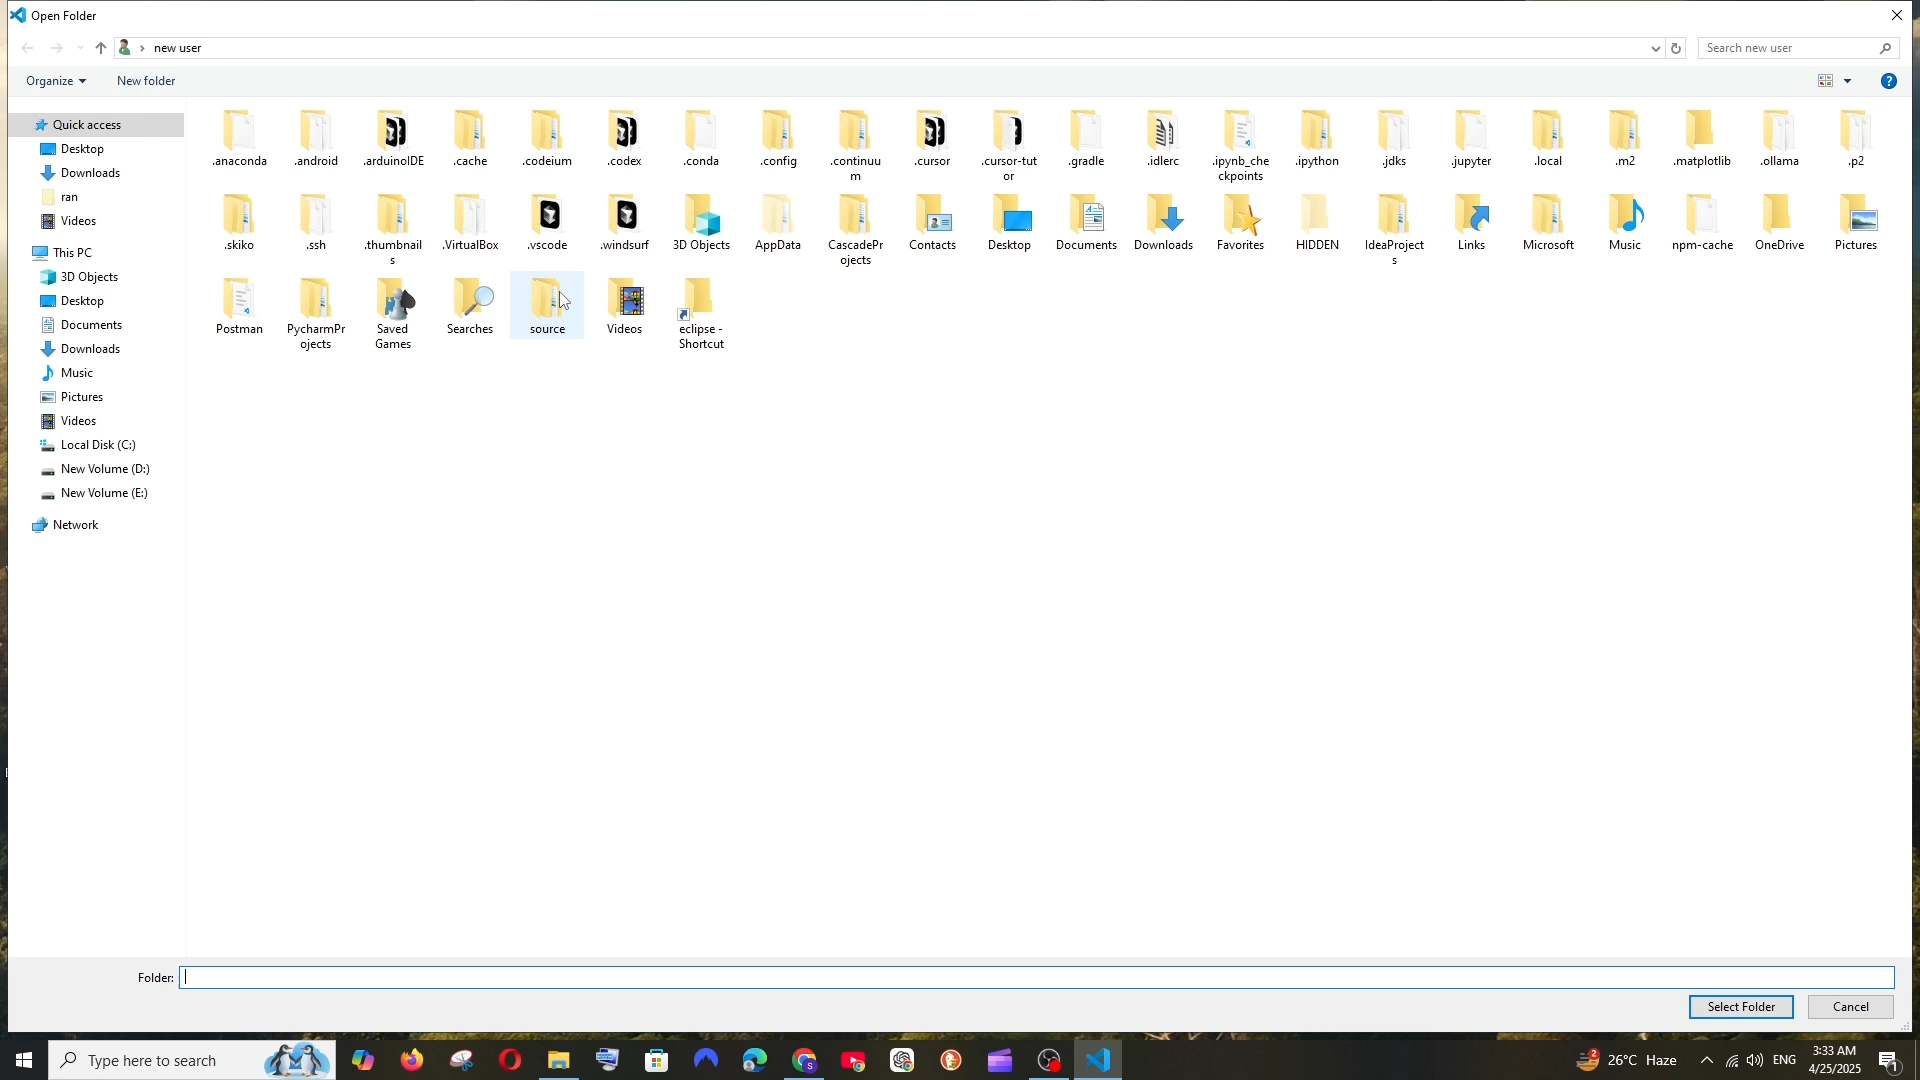 Open Folder
new user
Search new user
Organize
New folder
Quick access
Desktop
Downloads
ran
Videos
This PC
3D Objects
Desktop
Documents
Downloads
Music
Pictures
Videos
Local Disk (C:)
New Volume (D:)
New Volume (E:)
Network
.anaconda
.android
.arduinoIDE
.cache
.codeium
.codex
.conda
.config
.continuu
m
.cursor
.cursor-tut
or
.gradle
.idlerc
.ipynb_che
ckpoints
.ipython
.jdks
.jupyter
.local
.m2
.matplotlib
.ollama
.p2
.skiko
.ssh
.thumbnail
s
.VirtualBox
.vscode
.windsurf
3D Objects
AppData
CascadePr
ojects
Contacts
Desktop
Documents
Downloads
Favorites
HIDDEN
IdeaProject
s
Links
Microsoft
Music
npm-cache
OneDrive
Pictures
Postman
PycharmPr
ojects
Saved
Games
Searches
source
Videos
eclipse -
Shortcut
Folder:
Select Folder
Cancel
Type here to search
2
26°C Haze
ENG
3:33 AM
4/25/2025
1